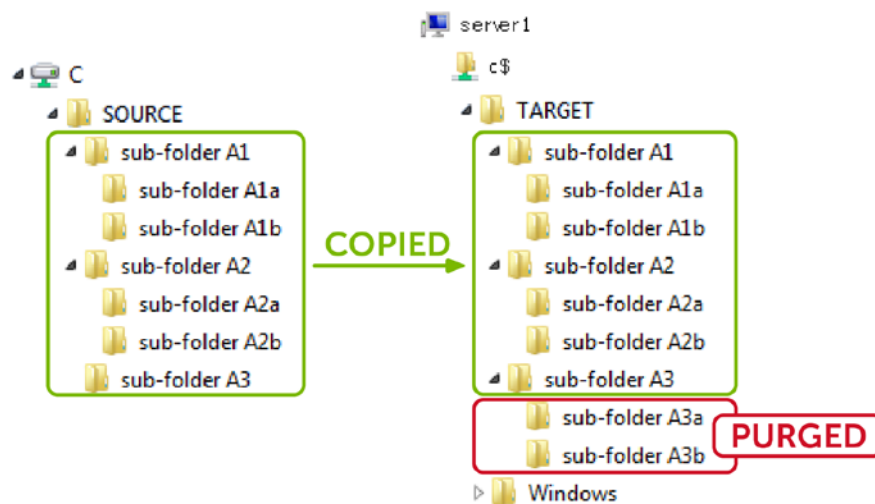 server1
c$
C
SOURCE
sub-folder A1
sub-folder A1a
sub-folder A1b
sub-folder A2
sub-folder A2a
sub-folder A2b
sub-folder A3
COPIED
TARGET
sub-folder A1
sub-folder A1a
sub-folder A1b
sub-folder A2
sub-folder A2a
sub-folder A2b
sub-folder A3
sub-folder A3a
sub-folder A3b
PURGED
Windows